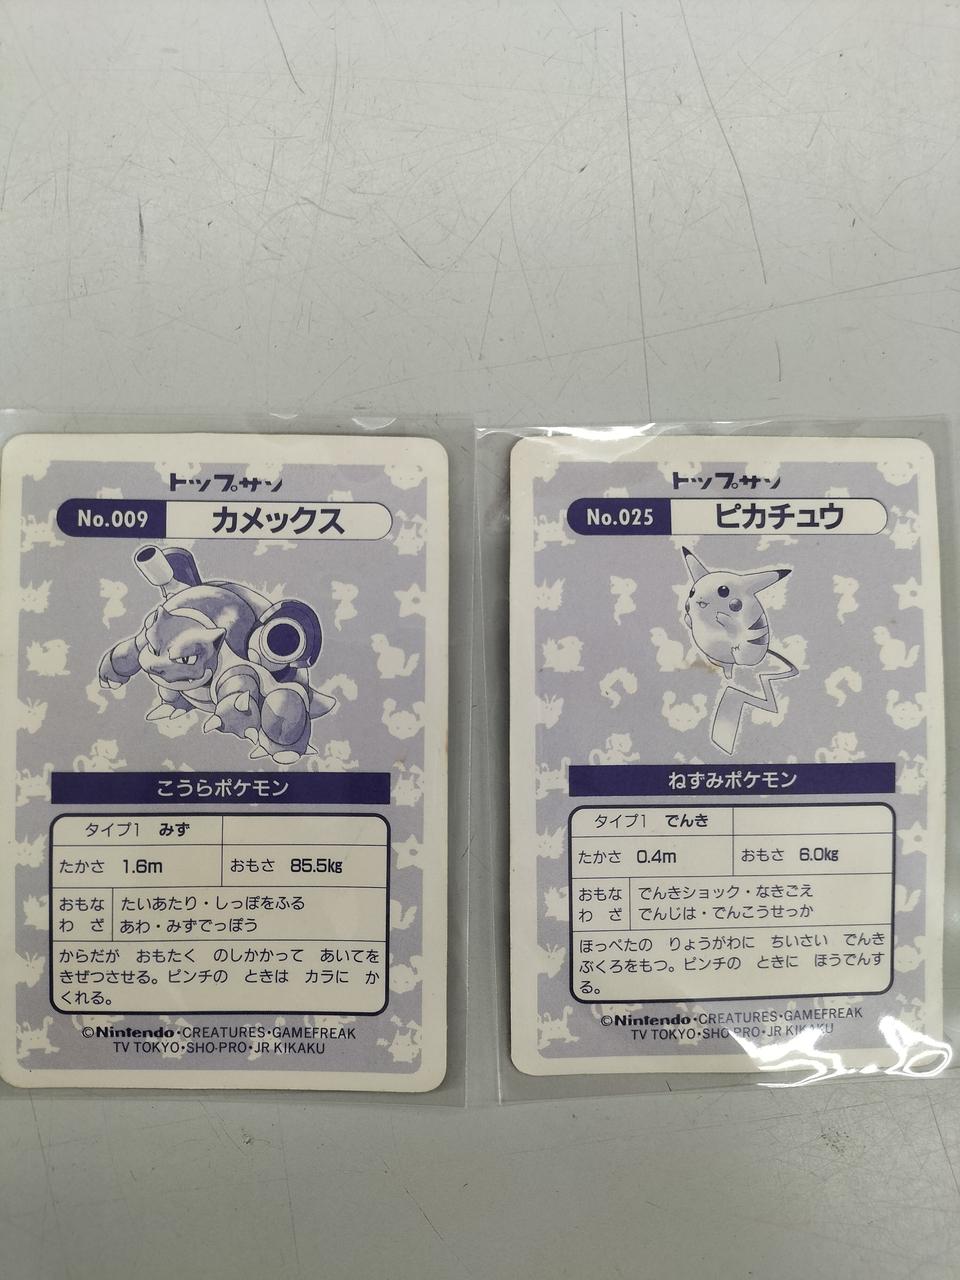 トップサン
No.009 カメックス
こうらポケモン
タイプ1 みず
たかさ 1.6m おもさ 85.5kg
おもな たいあたり・しっぽをふる
わざ あわ・みずでっぽう
からだが おもたく のしかかって あいてを
きぜつさせる。ピンチの ときは カラに か
くれる。
©Nintendo・CREATURES・GAMEFREAK
TV TOKYO・SHO-PRO・JR KIKAKU
トップサン
No.025 ピカチュウ
ねずみポケモン
タイプ1 でんき
たかさ 0.4m おもさ 6.0kg
おもな でんきショック・なきごえ
わざ でんじは・でんこうせっか
ほっぺたの りょうがわに ちいさい でんき
ぶくろをもつ。ピンチの ときに ほうでんす
る。
©Nintendo・CREATURES・GAMEFREAK
TV TOKYO・SHO-PRO・JR KIKAKU